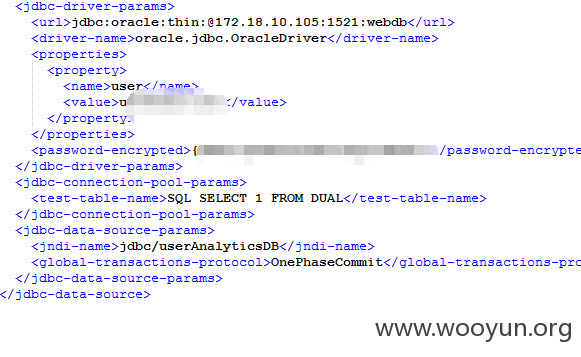 <jdbc-driver-params>
<url>jdbc:oracle:thin:@172.18.10.105:1521:webdb</url>
<driver-name>oracle.jdbc.OracleDriver</driver-name>
<properties>
<property>
<name>user</name>
<value>u</value>
</property>
</properties>
<password-encrypted>{/password-encrypte
</jdbc-driver-params>
<jdbc-connection-pool-params>
<test-table-name>SQL SELECT 1 FROM DUAL</test-table-name>
</jdbc-connection-pool-params>
<jdbc-data-source-params>
<jndi-name>jdbc/userAnalyticsDB</jndi-name>
<global-transactions-protocol>OnePhaseCommit</global-transactions-pro
</jdbc-data-source-params>
</jdbc-data-source>
www.wooyun.org